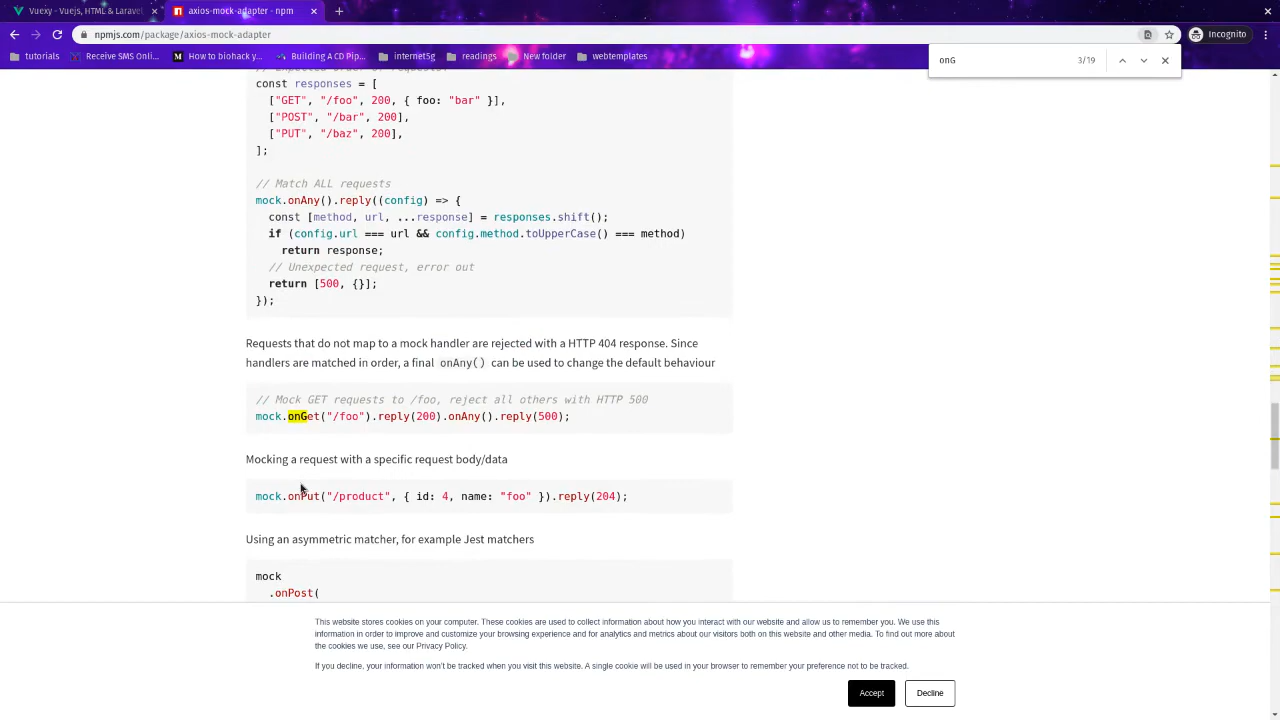 Vuexy - Vuejs, HTML & Laravel
axios-mock-adapter - npm
npmjs.com/package/axios-mock-adapter
Incognito
tutorials
Receive SMS Onli...
How to biohack y...
Building A CD Pip...
internet5g
readings
New folder
webtemplates
onG
3/19
// Expected order of requests:
const responses = [
["GET", "/foo", 200, { foo: "bar" }],
["POST", "/bar", 200],
["PUT", "/baz", 200],
];
// Match ALL requests
mock.onAny().reply((config) => {
const [method, url, ...response] = responses.shift();
if (config.url === url && config.method.toUpperCase() === method)
return response;
// Unexpected request, error out
return [500, {}];
});
Requests that do not map to a mock handler are rejected with a HTTP 404 response. Since
handlers are matched in order, a final onAny() can be used to change the default behaviour
// Mock GET requests to /foo, reject all others with HTTP 500
mock.onGet("/foo").reply(200).onAny().reply(500);
Mocking a request with a specific request body/data
mock.onPut("/product", { id: 4, name: "foo" }).reply(204);
Using an asymmetric matcher, for example Jest matchers
mock
.onPost(
This website stores cookies on your computer. These cookies are used to collect information about how you interact with our website and allow us to remember you. We use this
information in order to improve and customize your browsing experience and for analytics and metrics about our visitors both on this website and other media. To find out more about
the cookies we use, see our Privacy Policy.
If you decline, your information won't be tracked when you visit this website. A single cookie will be used in your browser to remember your preference not to be tracked.
Accept
Decline